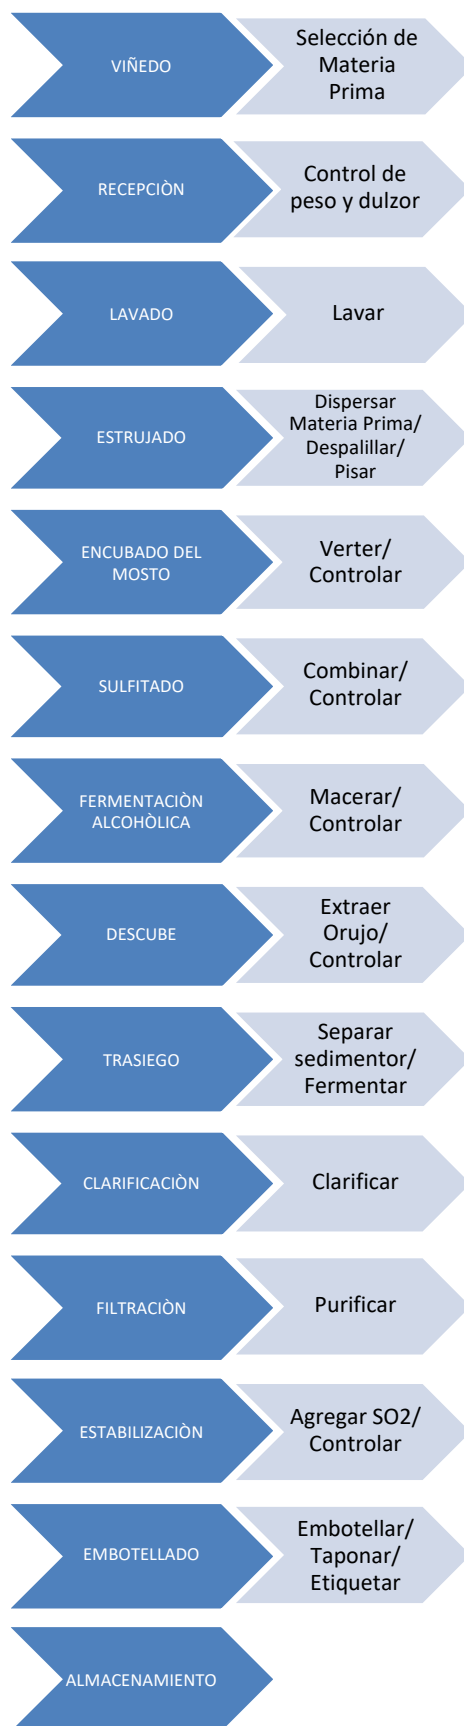 VIÑEDO
Selección de
Materia
Prima
RECEPCIÒN
Control de
peso y dulzor
LAVADO
Lavar
ESTRUJADO
Dispersar
Materia Prima/
Despalillar/
Pisar
ENCUBADO DEL
MOSTO
Verter/
Controlar
SULFITADO
Combinar/
Controlar
FERMENTACIÒN
ALCOHÒLICA
Macerar/
Controlar
DESCUBE
Extraer
Orujo/
Controlar
TRASIEGO
Separar
sedimentor/
Fermentar
CLARIFICACIÒN
Clarificar
FILTRACIÒN
Purificar
ESTABILIZACIÒN
Agregar SO2/
Controlar
EMBOTELLADO
Embotellar/
Taponar/
Etiquetar
ALMACENAMIENTO